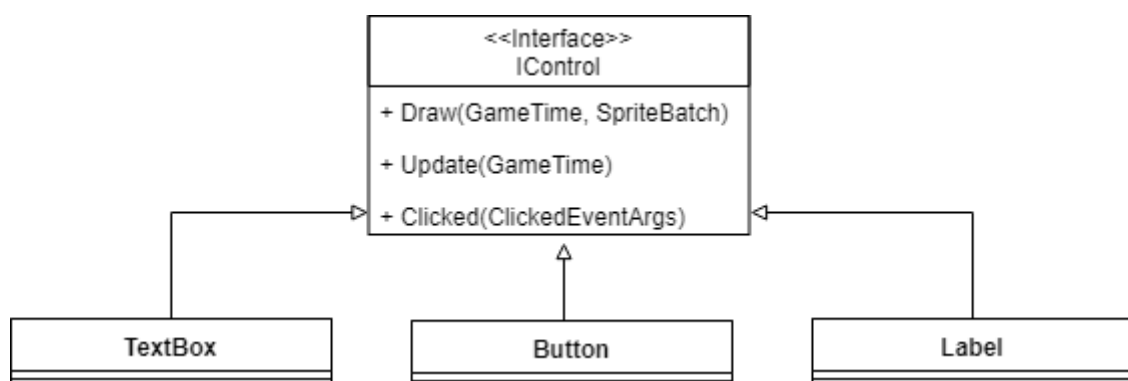 <<Interface>>
IControl
+ Draw(GameTime, SpriteBatch)
+ Update(GameTime)
+ Clicked(ClickedEventArgs)
TextBox
Button
Label